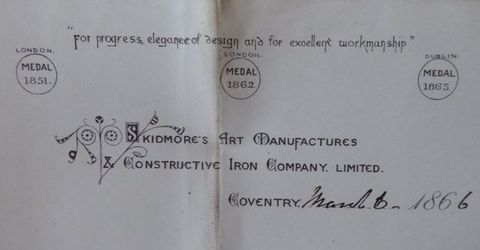 "For progress, elegance of design and for excellent workmanship"
LONDON. LONDON. DUBLIN.
MEDAL MEDAL MEDAL
1851. 1862. 1865.
SKIDMORE'S ART MANUFACTURES
& CONSTRUCTIVE IRON COMPANY. LIMITED.
COVENTRY. March 6 - 1866